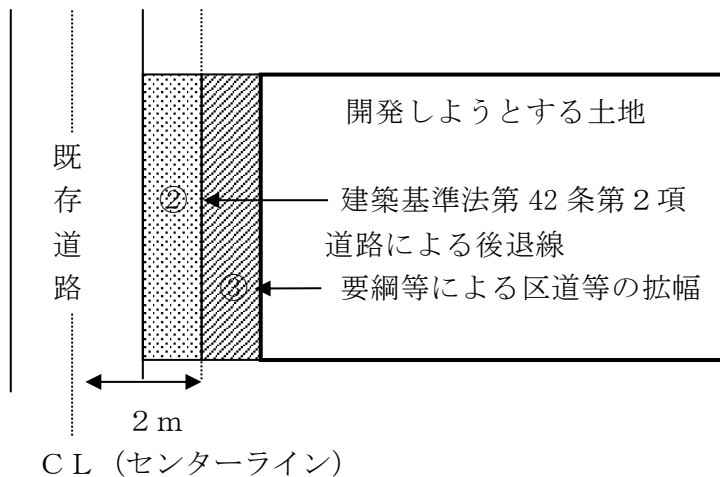 開発しようとする土地
既存道路
②
建築基準法第 42 条第２項
道路による後退線
③
要綱等による区道等の拡幅
２ｍ
ＣＬ（センターライン）